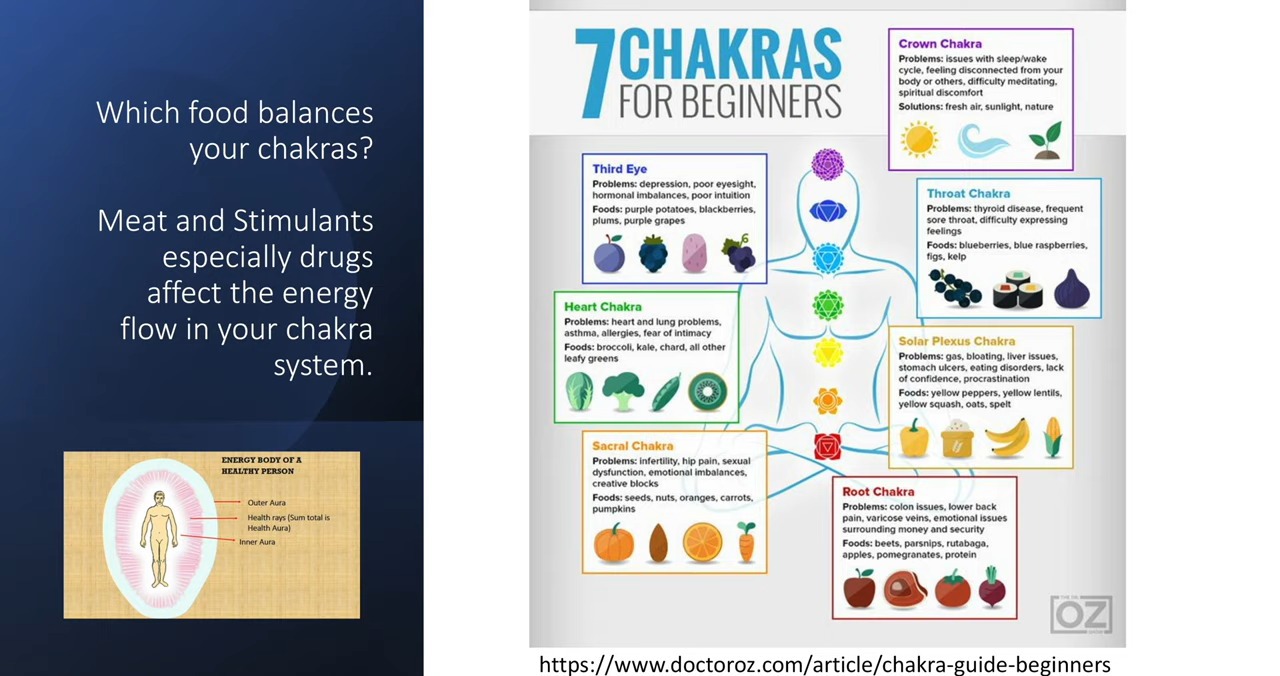 Which food balances
your chakras?
Meat and Stimulants
especially drugs
affect the energy
flow in your chakra
system.
ENERGY BODY OF A
HEALTHY PERSON
Outer Aura
Health rays (Sum total is
Health Aura)
Inner Aura
7 CHAKRAS
FOR BEGINNERS
Crown Chakra
Problems: issues with sleep/wake
cycle, feeling disconnected from your
body or others, difficulty meditating,
spiritual discomfort
Solutions: fresh air, sunlight, nature
Third Eye
Problems: depression, poor eyesight,
hormonal imbalances, poor intuition
Foods: purple potatoes, blackberries,
plums, purple grapes
Throat Chakra
Problems: thyroid disease, frequent
sore throat, difficulty expressing
feelings
Foods: blueberries, blue raspberries,
figs, kelp
Heart Chakra
Problems: heart and lung problems,
asthma, allergies, fear of intimacy
Foods: broccoli, kale, chard, all other
leafy greens
Solar Plexus Chakra
Problems: gas, bloating, liver issues,
stomach ulcers, eating disorders, lack
of confidence, procrastination
Foods: yellow peppers, yellow lentils,
yellow squash, oats, spelt
Sacral Chakra
Problems: infertility, hip pain, sexual
dysfunction, emotional imbalances,
creative blocks
Foods: seeds, nuts, oranges, carrots,
pumpkins
Root Chakra
Problems: colon issues, lower back
pain, varicose veins, emotional issues
surrounding money and security
Foods: beets, parsnips, rutabaga,
apples, pomegranates, protein
OZ
https://www.doctoroz.com/article/chakra-guide-beginners